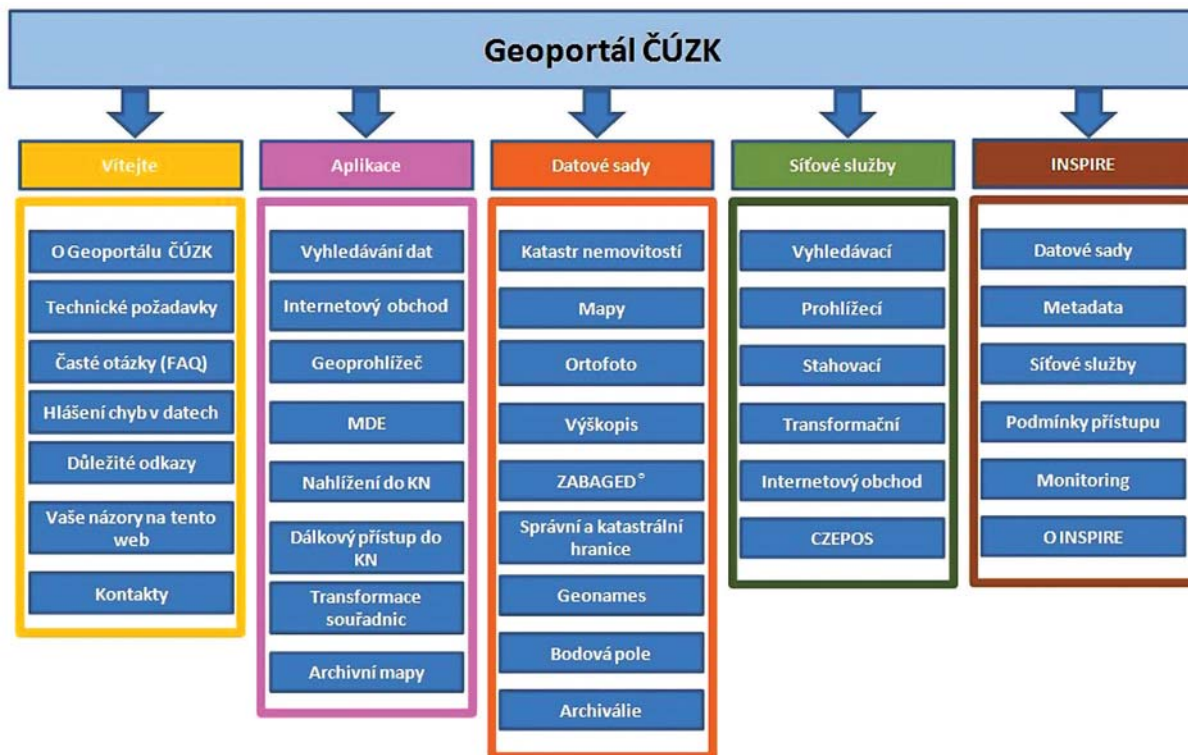 Geoportál ČÚZK
Vítejte
O Geoportálu ČÚZK
Technické požadavky
Časté otázky (FAQ)
Hlášení chyb v datech
Důležité odkazy
Vaše názory na tento
web
Kontakty
Aplikace
Vyhledávání dat
Internetový obchod
Geoprohlížeč
MDE
Nahlížení do KN
Dálkový přístup do
KN
Transformace
souřadnic
Archivní mapy
Datové sady
Katastr nemovitostí
Mapy
Ortofoto
Výškopis
ZABAGED®
Správní a katastrální
hranice
Geonames
Bodová pole
Archiválie
Síťové služby
Vyhledávací
Prohlížecí
Stahovací
Transformační
Internetový obchod
CZEPOS
INSPIRE
Datové sady
Metadata
Síťové služby
Podmínky přístupu
Monitoring
O INSPIRE